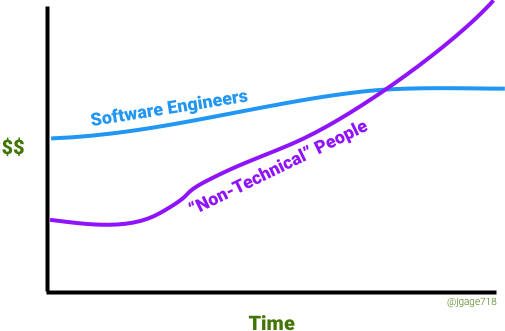 Software Engineers
$$
“Non-Technical” People
@jgage718
Time